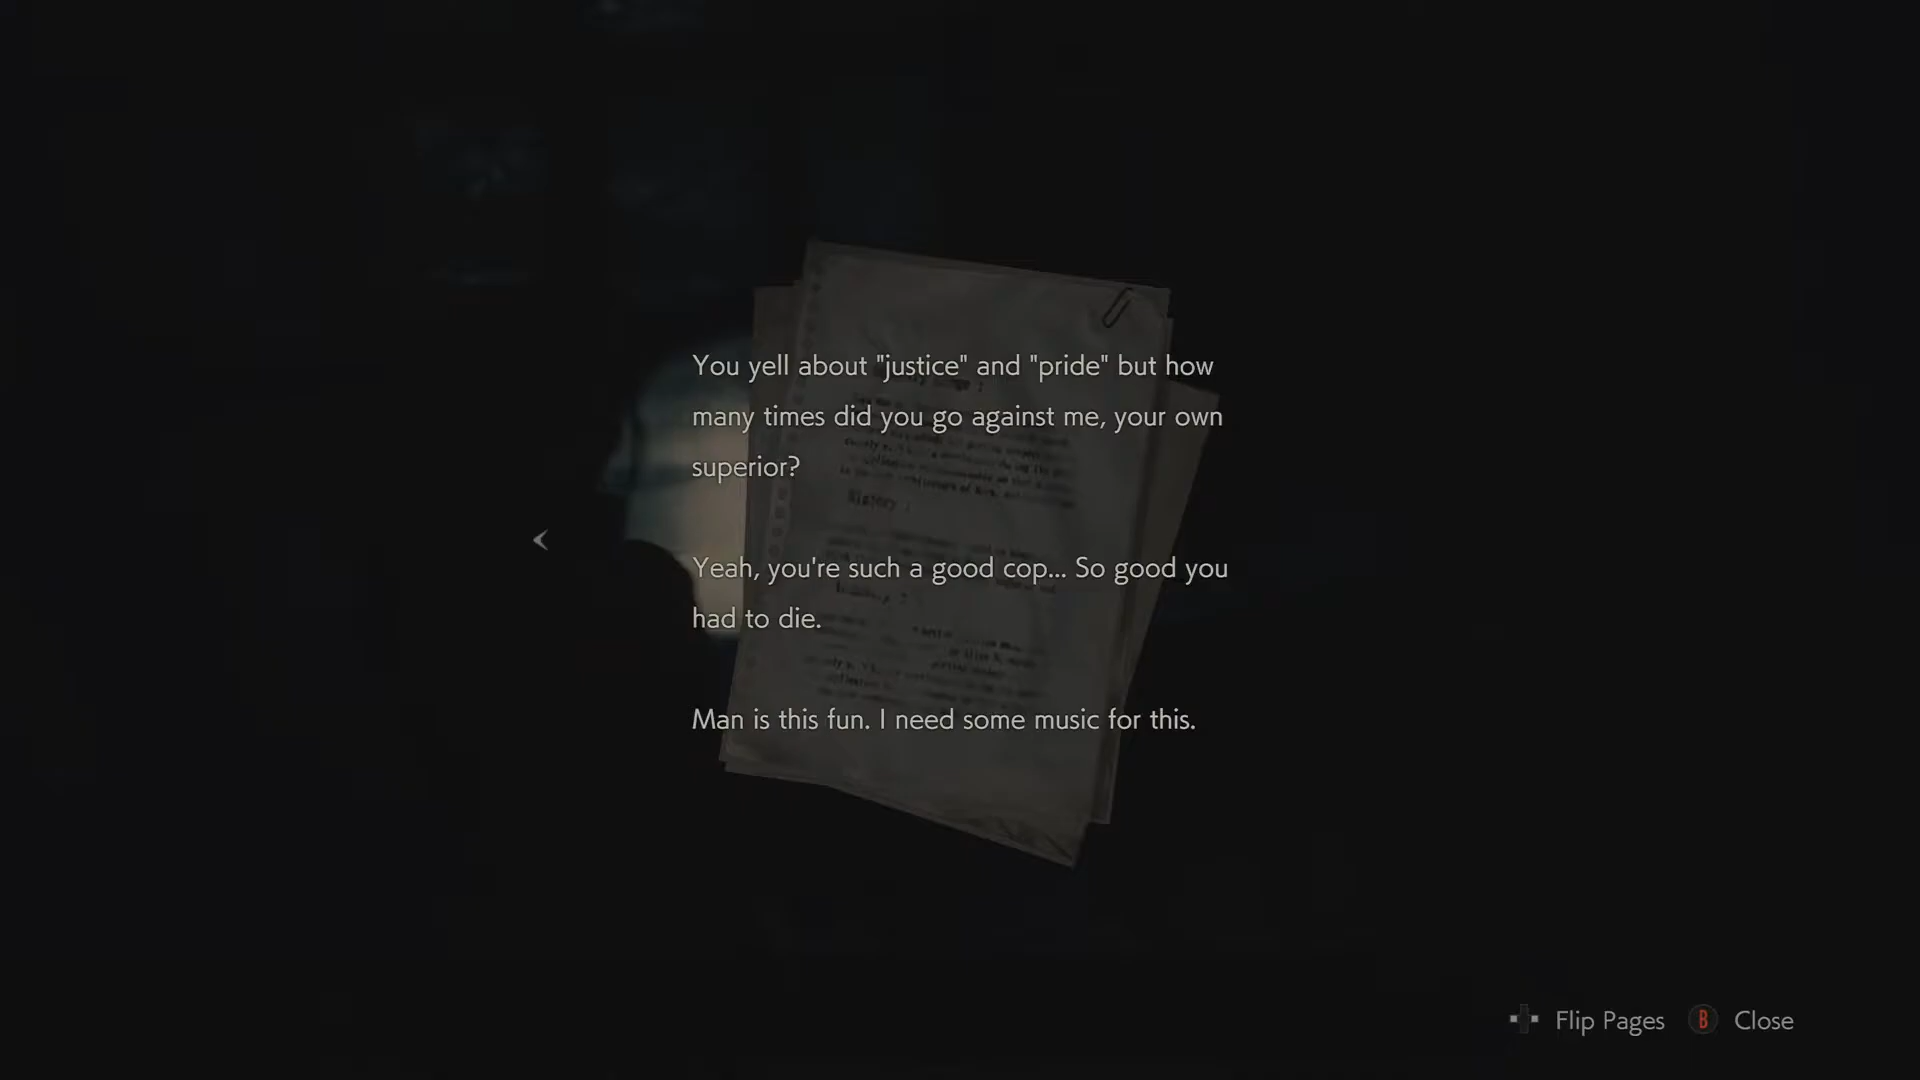 You yell about "justice" and "pride" but how
many times did you go against me, your own
superior?
Yeah, you're such a good cop... So good you
had to die.
Man is this fun. I need some music for this.
History :
Flip Pages B Close